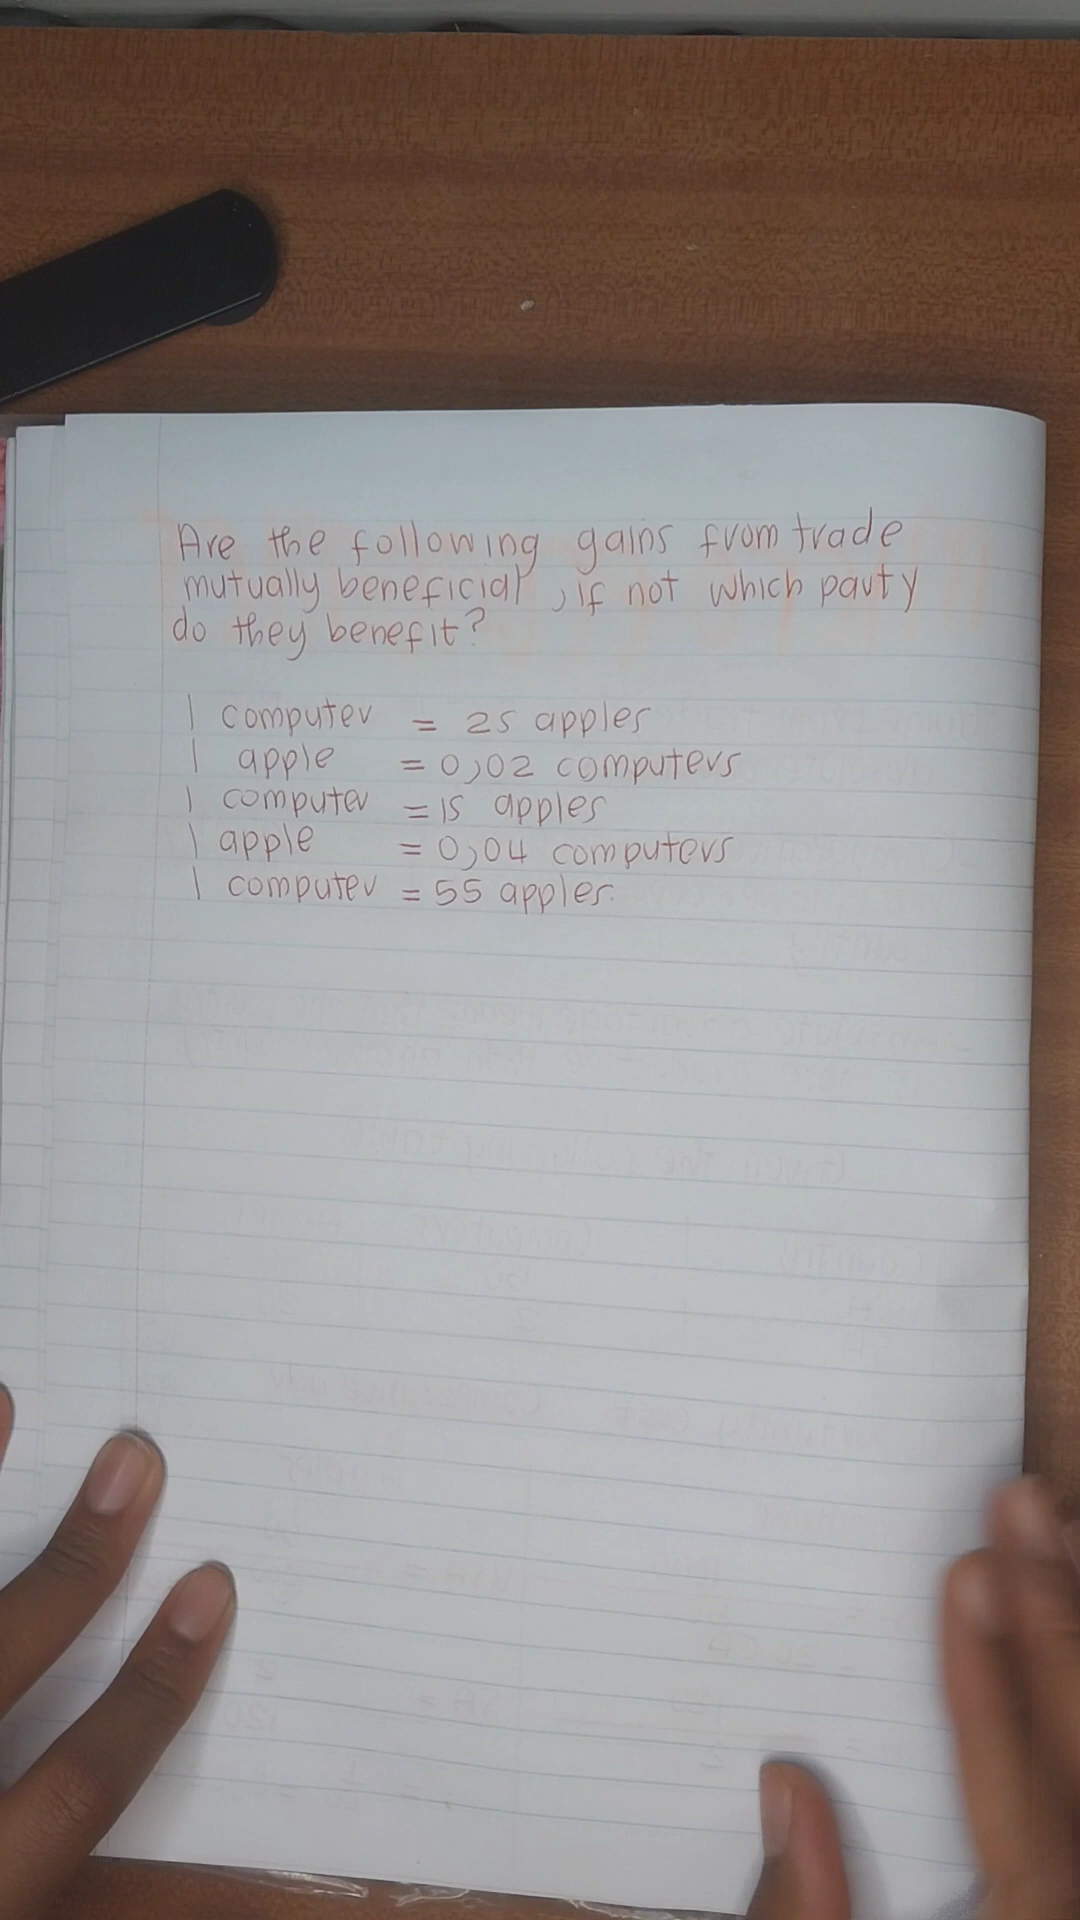 Are the following gains from trade
mutually beneficial, if not which party
do they benefit?
1 computer = 25 apples
1 apple = 0,02 computers
1 computer = 15 apples
1 apple = 0,04 computers
1 computer = 55 apples.